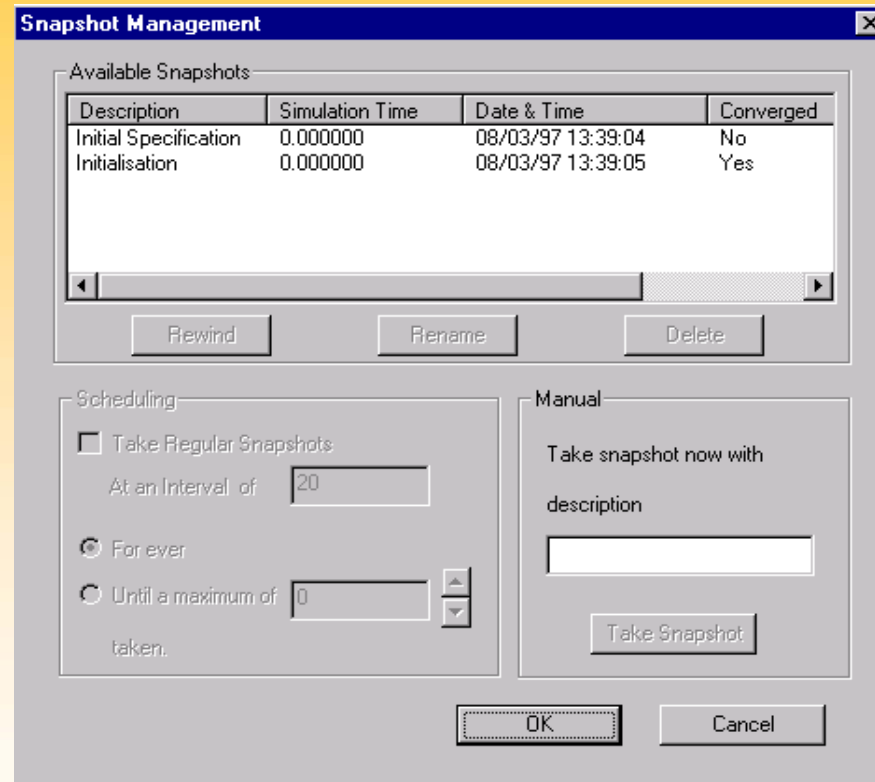 Snapshot Management
Available Snapshots
Description Simulation Time Date & Time Converged
Initial Specification 0.000000 08/03/97 13:39:04 No
Initialisation 0.000000 08/03/97 13:39:05 Yes
Rewind Rename Delete
Scheduling
Take Regular Snapshots
At an Interval of 20
For ever
Until a maximum of 0
taken.
Manual
Take snapshot now with
description
Take Snapshot
OK Cancel